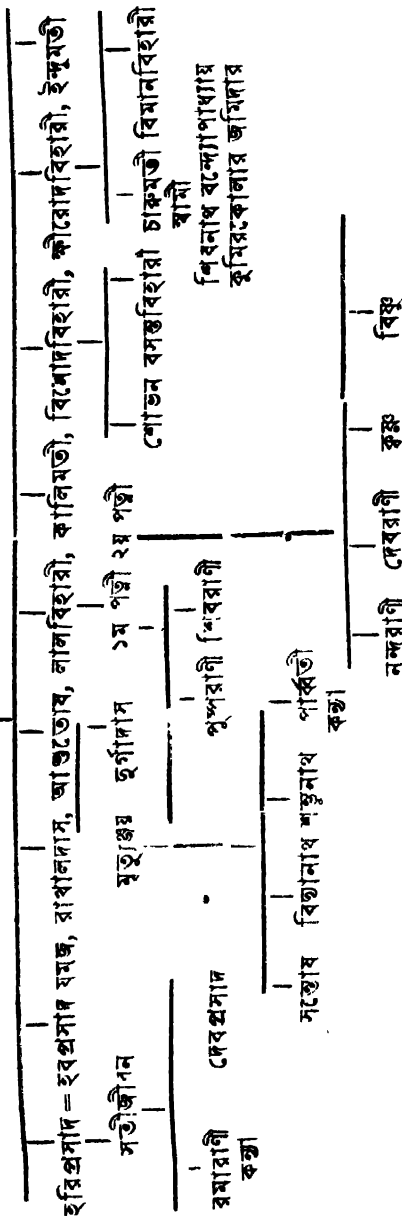 হরিপ্রসাদ = হরপ্রসাদ যমজ, রাখালদাস, আশুতোষ, লালবিহারী, কালিমতী, বিনোদবিহারী, ক্ষীরোদবিহারী, ইন্দুমতী
সতীজীবন মৃত্যুঞ্জয় দুর্গাদাস ১ম পত্নী ২য় পত্নী শোভন বসন্তবিহারী চারুমতী বিমানবিহারী
স্বামী
শিবনাথ বন্দ্যোপাধ্যায়
কুমিরকোলার জমিদার
রমারাণী দেবপ্রসাদ পুষ্পরাণী শিবরাণী
কন্যা
সন্তোষ বিদ্যানাথ শম্ভুনাথ পার্ব্বতী
কন্যা
নন্দরাণী দেবরাণী কৃষ্ণ বিষ্ণু